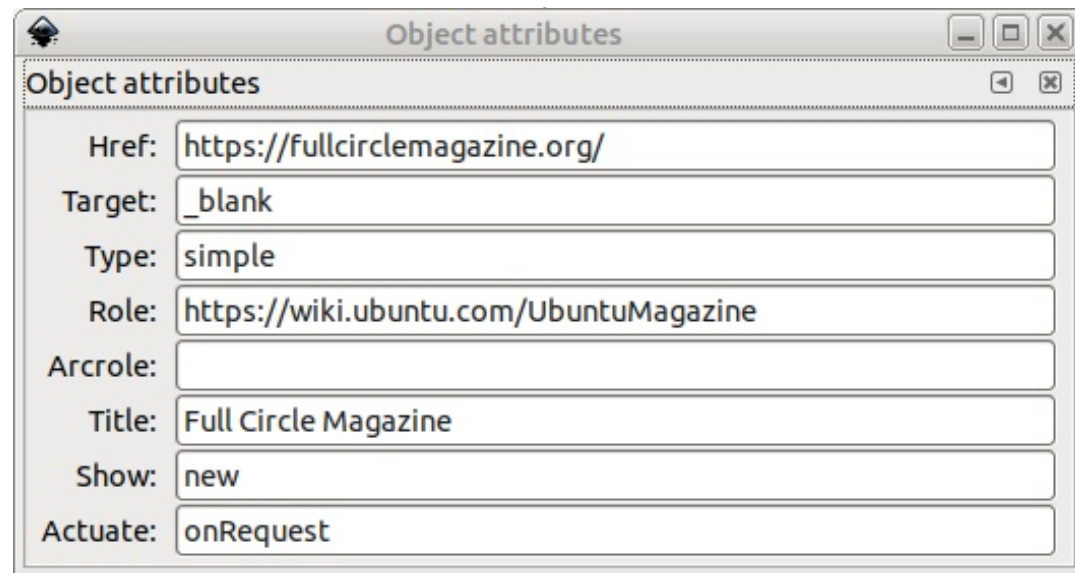 Object attributes
Object attributes
Href: https://fullcirclemagazine.org/
Target: _blank
Type: simple
Role: https://wiki.ubuntu.com/UbuntuMagazine
Arcrole:
Title: Full Circle Magazine
Show: new
Actuate: onRequest